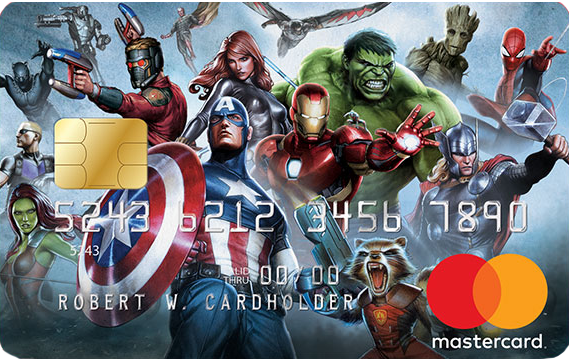 5243 6212 3456 7890
5243
VALID
THRU
00/00
ROBERT W. CARDHOLDER
mastercard.
A